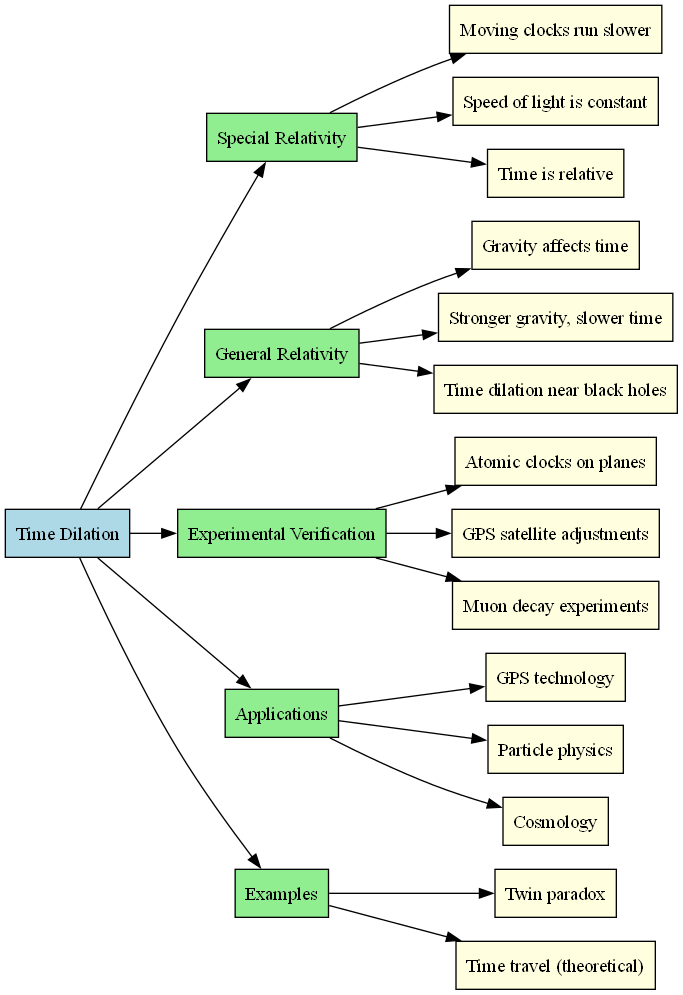 Time Dilation
Special Relativity
Moving clocks run slower
Speed of light is constant
Time is relative
General Relativity
Gravity affects time
Stronger gravity, slower time
Time dilation near black holes
Experimental Verification
Atomic clocks on planes
GPS satellite adjustments
Muon decay experiments
Applications
GPS technology
Particle physics
Cosmology
Examples
Twin paradox
Time travel (theoretical)